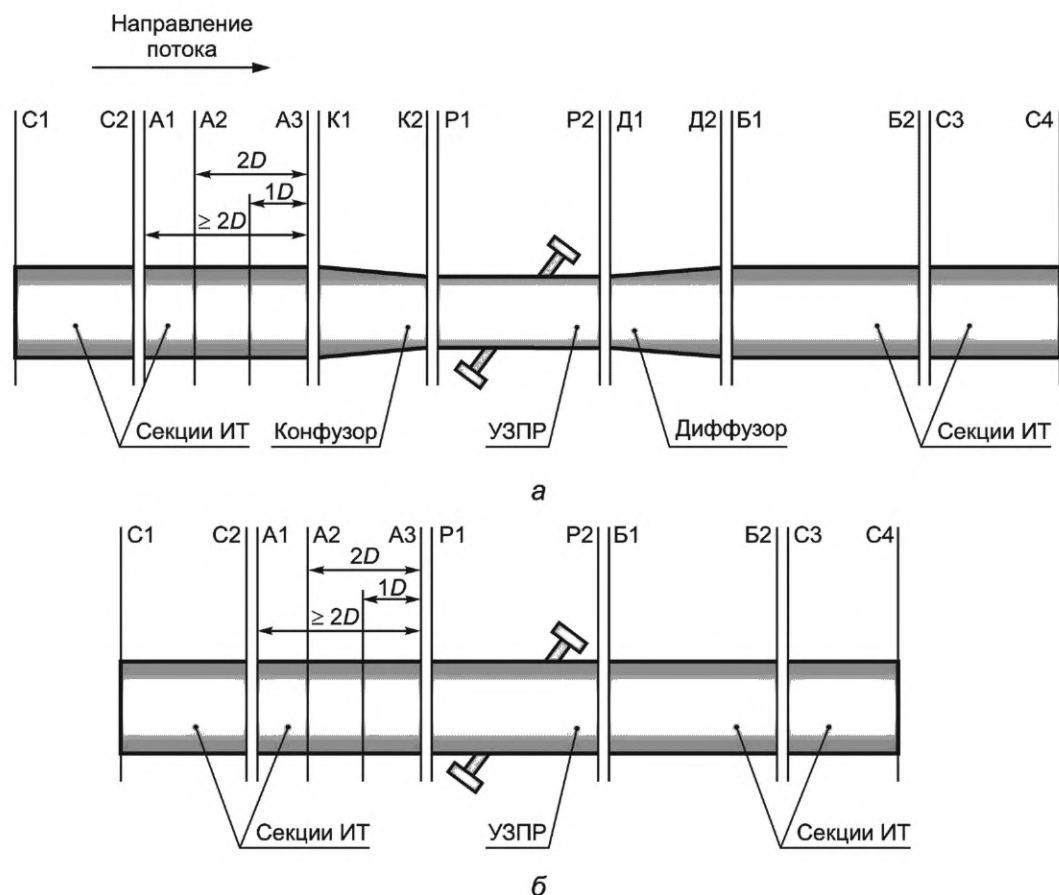 Направление
потока
С1 С2 А1 А2 А3 К1 К2 Р1 Р2 Д1 Д2 Б1 Б2 С3 С4
2D
1D
≥ 2D
Секции ИТ Конфузор УЗПР Диффузор Секции ИТ
а
С1 С2 А1 А2 А3 Р1 Р2 Б1 Б2 С3 С4
2D
1D
≥ 2D
Секции ИТ УЗПР Секции ИТ
б